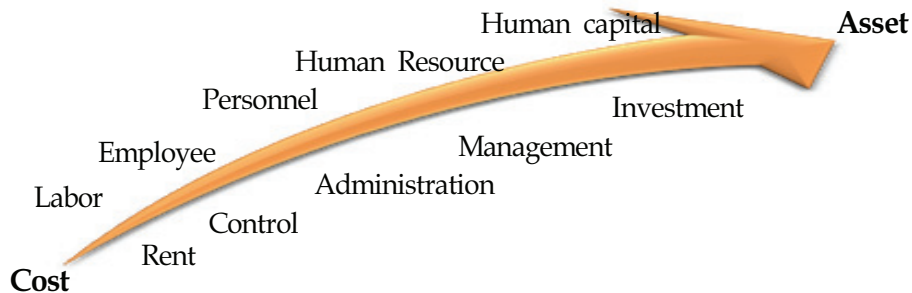 Human capital
Asset
Human Resource
Personnel
Investment
Employee
Management
Administration
Labor
Control
Rent
Cost